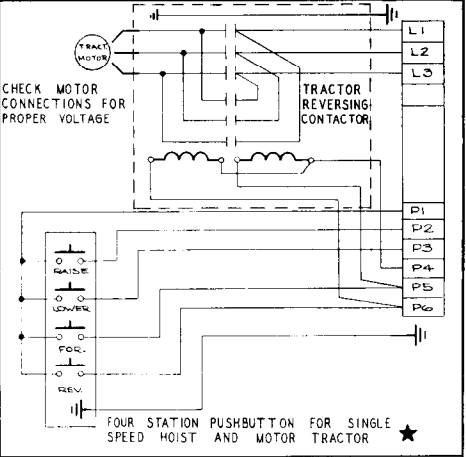 L1
TRACT.
MOTOR
L2
L3
CHECK MOTOR
CONNECTIONS FOR
PROPER VOLTAGE
TRACTOR
REVERSING
CONTACTOR
P1
P2
P3
RAISE
P4
P5
LOWER
P6
FOR.
REV.
FOUR STATION PUSHBUTTON FOR SINGLE
SPEED HOIST AND MOTOR TRACTOR